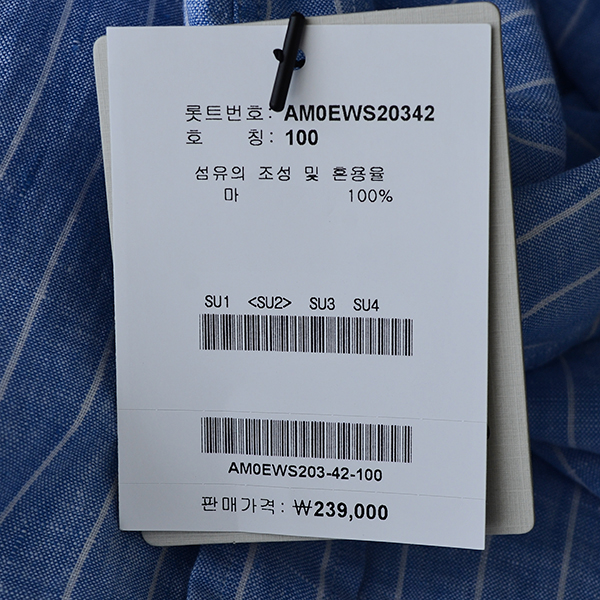 롯트번호: AM0EWS20342
호 칭: 100
섬유의 조성 및 혼용율
마 100%
SU1 <SU2> SU3 SU4
AM0EWS203-42-100
판매가격: ₩239,000